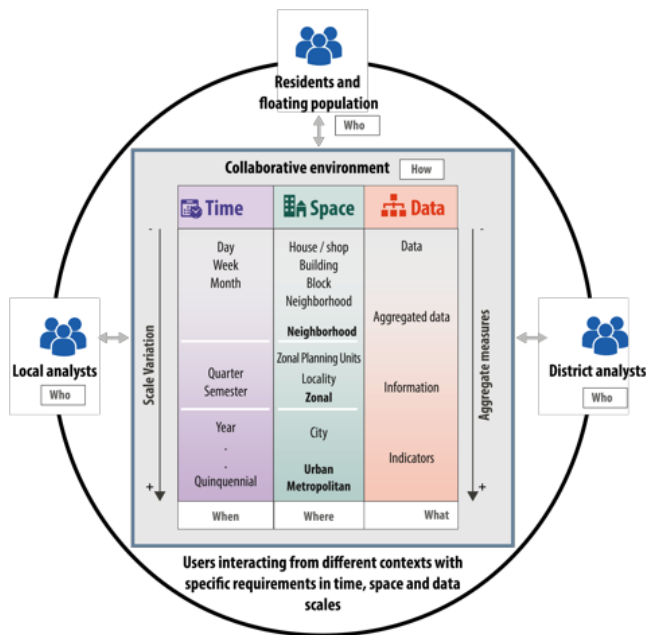 Residents and
floating population
Who
Collaborative environment
How
Time
Space
Data
-
-
Day
Week
Month
House / shop
Building
Block
Neighborhood
Neighborhood
Data
Aggregated data
Quarter
Semester
Zonal Planning Units
Locality
Zonal
Information
Year
.
.
Quinquennial
City
Urban
Metropolitan
Indicators
Scale Variation
Aggregate measures
+
+
When
Where
What
Local analysts
Who
District analysts
Who
Users interacting from different contexts with
specific requirements in time, space and data
scales